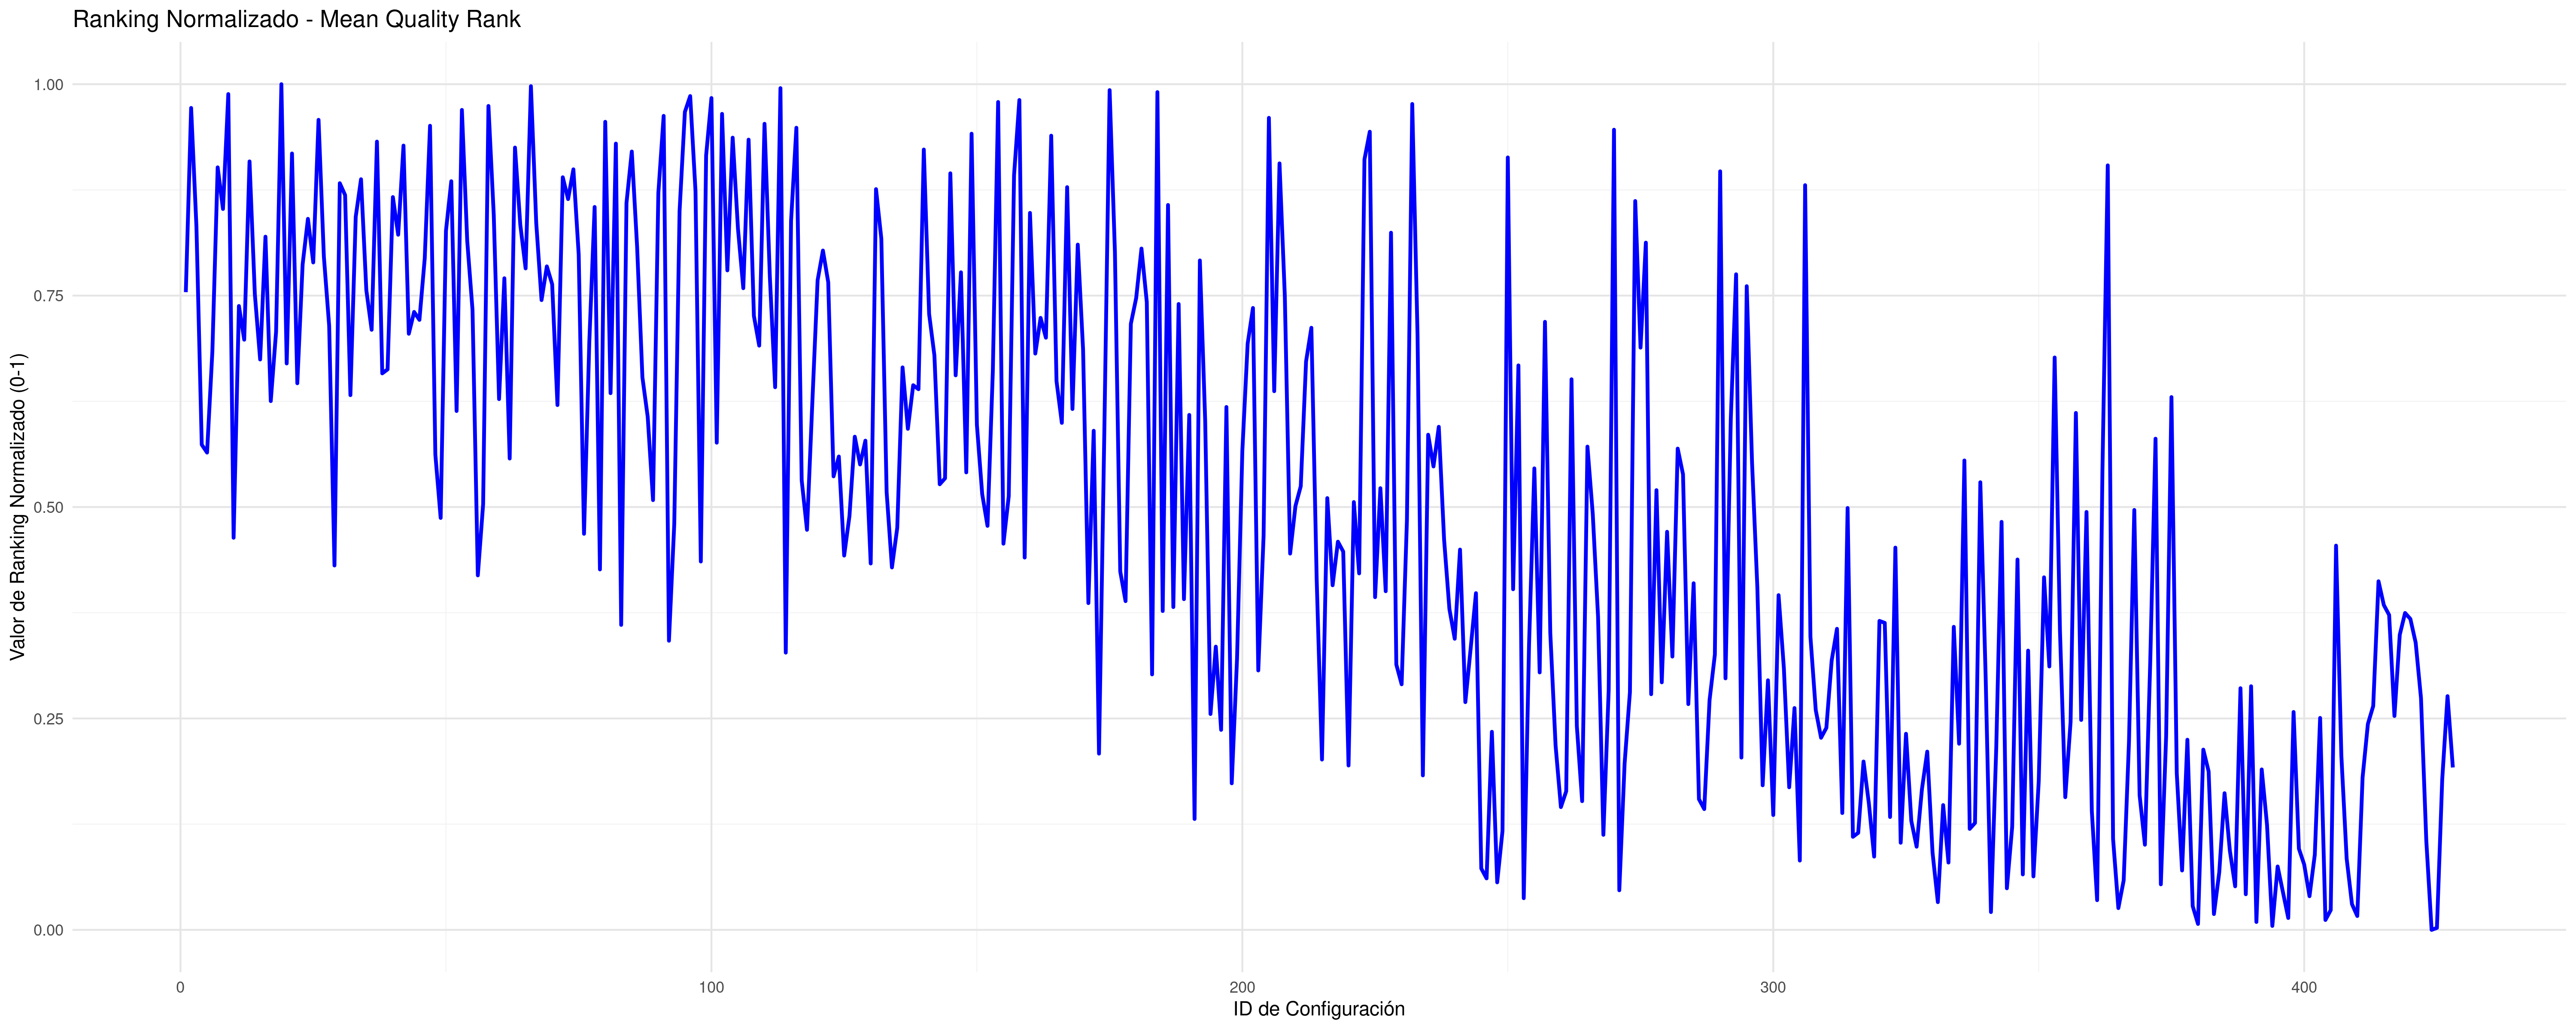 Ranking Normalizado - Mean Quality Rank
Valor de Ranking Normalizado (0-1)
1.00
0.75
0.50
0.25
0.00
0 100 200 300 400
ID de Configuración